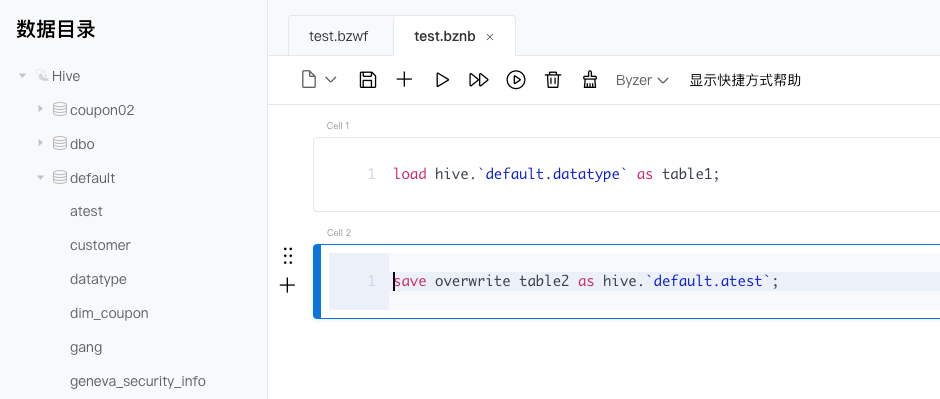 数据目录
Hive
coupon02
dbo
default
atest
customer
datatype
dim_coupon
gang
geneva_security_info
test.bzwf
test.bznb ×
Byzer
显示快捷方式帮助
Cell 1
1 load hive.`default.datatype` as table1;
Cell 2
1 save overwrite table2 as hive.`default.atest`;